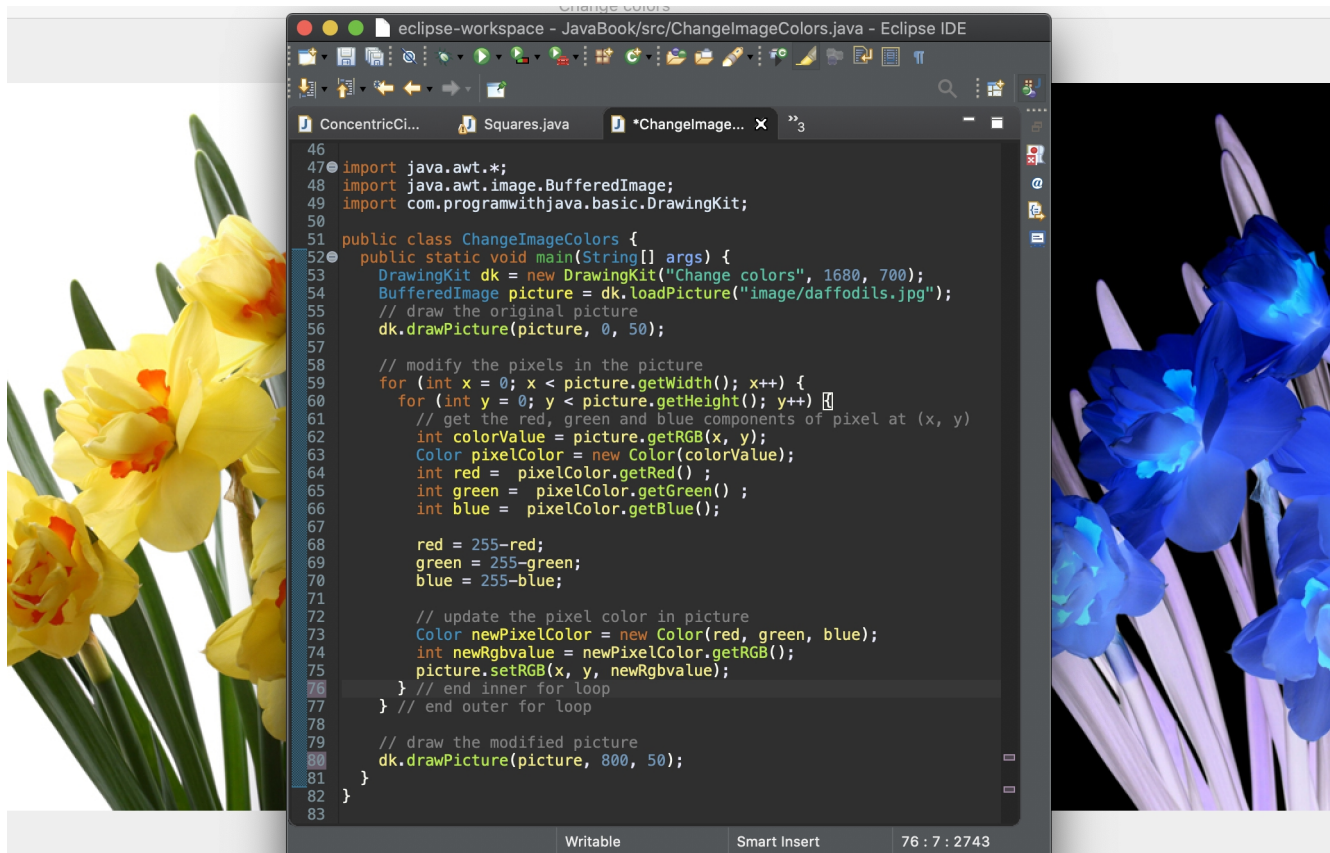 Change colors
eclipse-workspace - JavaBook/src/ChangeImageColors.java - Eclipse IDE
ConcentricCi... Squares.java *ChangeImage... 3
46
47 import java.awt.*;
48 import java.awt.image.BufferedImage;
49 import com.programwithjava.basic.DrawingKit;
50
51 public class ChangeImageColors {
52 public static void main(String[] args) {
53 DrawingKit dk = new DrawingKit("Change colors", 1680, 700);
54 BufferedImage picture = dk.loadPicture("image/daffodils.jpg");
55 // draw the original picture
56 dk.drawPicture(picture, 0, 50);
57
58 // modify the pixels in the picture
59 for (int x = 0; x < picture.getWidth(); x++) {
60 for (int y = 0; y < picture.getHeight(); y++) {
61 // get the red, green and blue components of pixel at (x, y)
62 int colorValue = picture.getRGB(x, y);
63 Color pixelColor = new Color(colorValue);
64 int red =  pixelColor.getRed() ;
65 int green =  pixelColor.getGreen() ;
66 int blue =  pixelColor.getBlue();
67
68 red = 255-red;
69 green = 255-green;
70 blue = 255-blue;
71
72 // update the pixel color in picture
73 Color newPixelColor = new Color(red, green, blue);
74 int newRgbvalue = newPixelColor.getRGB();
75 picture.setRGB(x, y, newRgbvalue);
76 } // end inner for loop
77 } // end outer for loop
78
79 // draw the modified picture
80 dk.drawPicture(picture, 800, 50);
81 }
82 }
83
Writable Smart Insert 76 : 7 : 2743